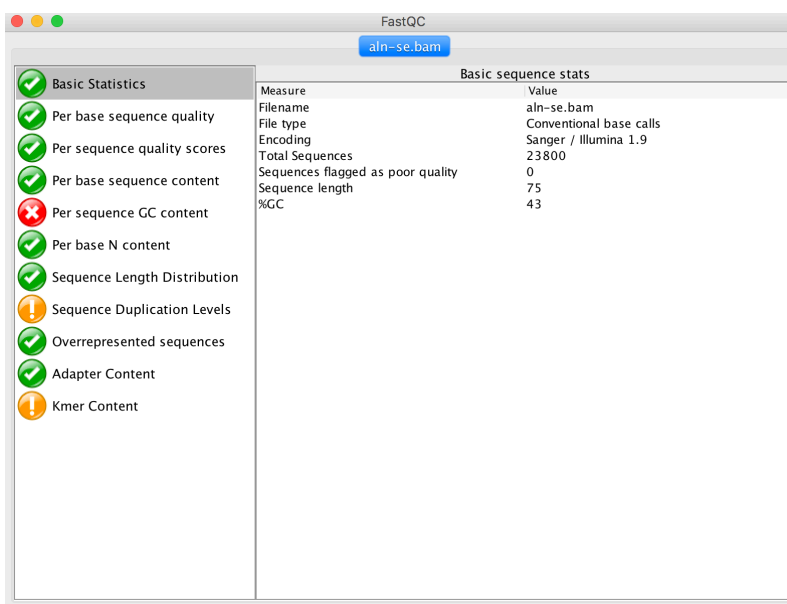 FastQC
aln-se.bam
Basic Statistics
Per base sequence quality
Per sequence quality scores
Per base sequence content
Per sequence GC content
Per base N content
Sequence Length Distribution
Sequence Duplication Levels
Overrepresented sequences
Adapter Content
Kmer Content
Basic sequence stats
Measure Value
Filename aln-se.bam
File type Conventional base calls
Encoding Sanger / Illumina 1.9
Total Sequences 23800
Sequences flagged as poor quality 0
Sequence length 75
%GC 43